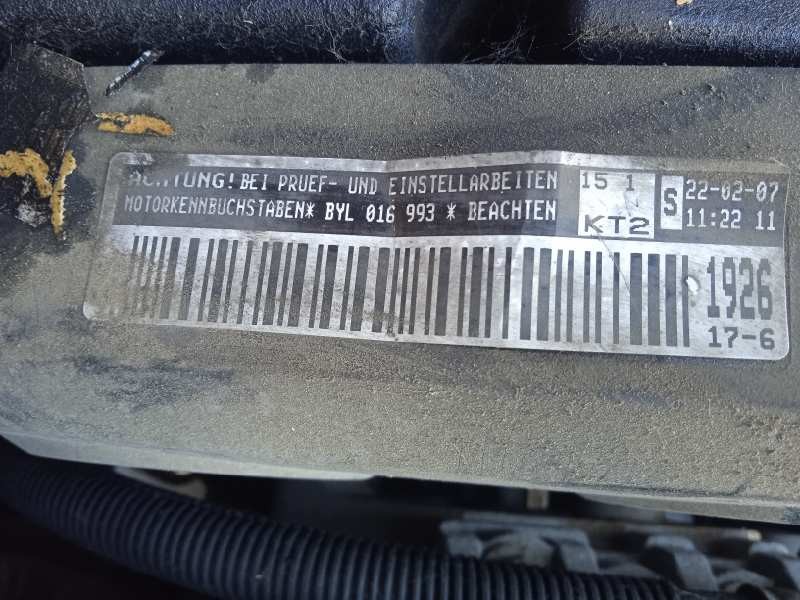 ACHTUNG! BEI PRUEF- UND EINSTELLARBEITEN
MOTORKENNBUCHSTABEN* BYL 016 993 * BEACHTEN
15 1
KT2
S
22-02-07
11:22 11
1926
17-6